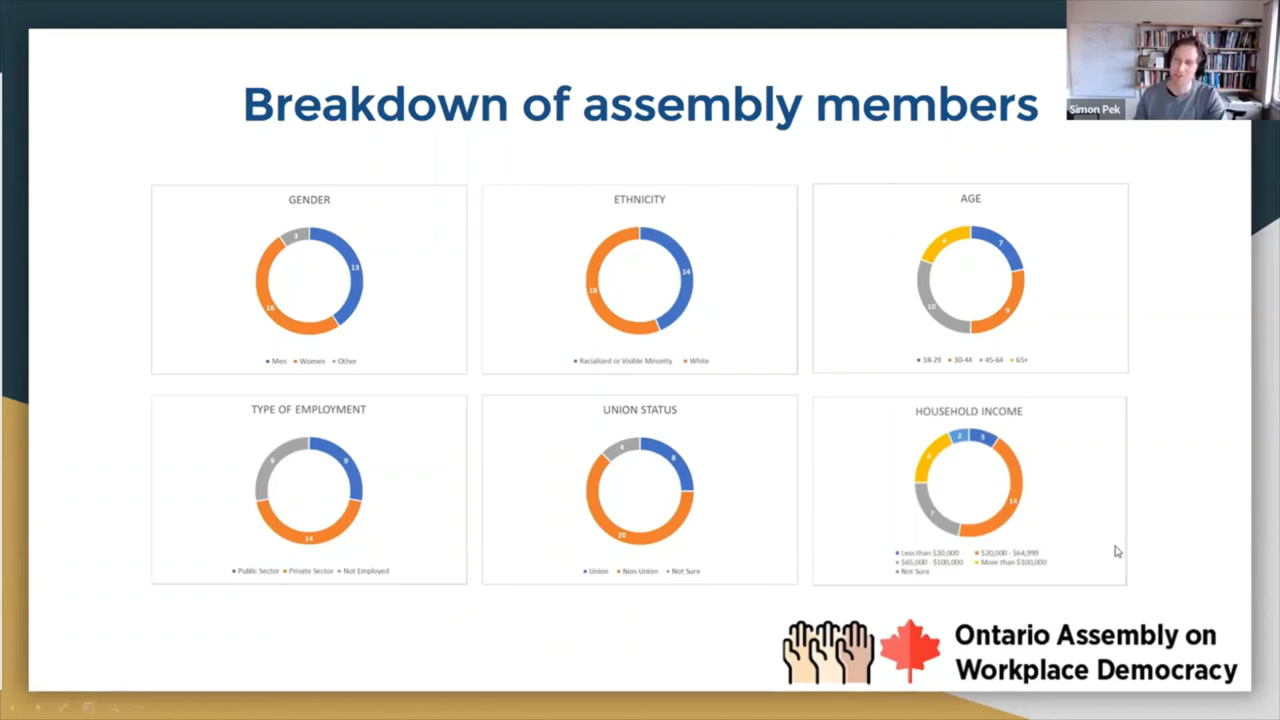 Breakdown of assembly members
Simon Pek
GENDER
3
13
16
Men Women Other
ETHNICITY
14
18
Racialized or Visible Minority White
AGE
6
7
10
9
18-29 30-44 45-64 65+
TYPE OF EMPLOYMENT
9
9
14
Public Sector Private Sector Not Employed
UNION STATUS
4
8
20
Union Non-Union Not Sure
HOUSEHOLD INCOME
2
3
6
14
7
Less than $20,000 $20,000 - $64,999
$65,000 - $100,000 More than $100,000
Not Sure
Ontario Assembly on
Workplace Democracy